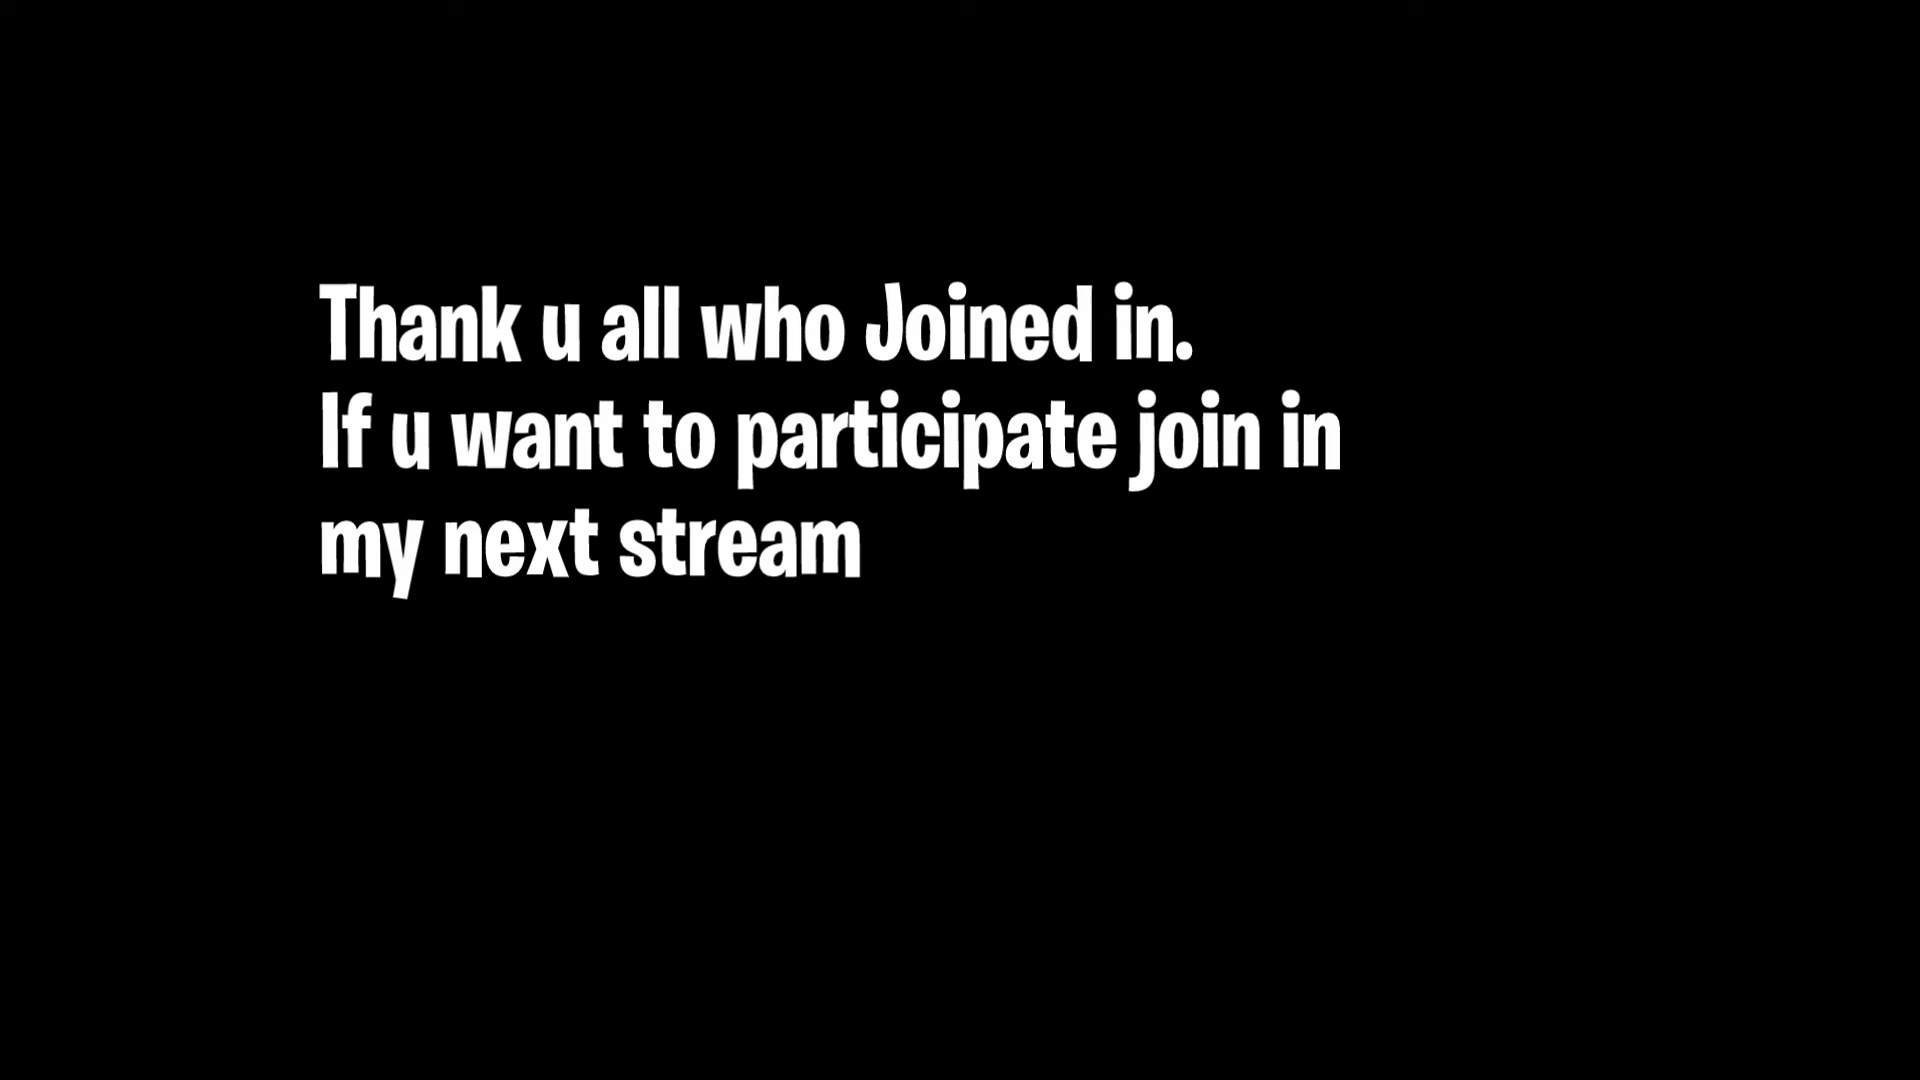 Thank u all who Joined in.
If u want to participate join in
my next stream